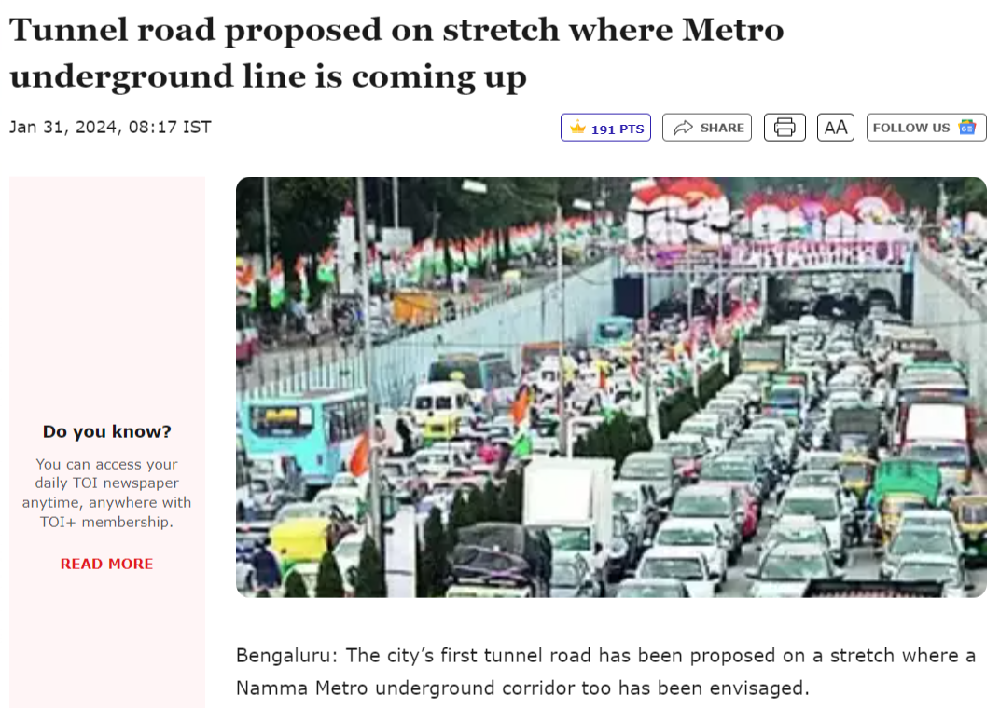 Tunnel road proposed on stretch where Metro
underground line is coming up
Jan 31, 2024, 08:17 IST
191 PTS
SHARE
AA
FOLLOW US
Do you know?
You can access your
daily TOI newspaper
anytime, anywhere with
TOI+ membership.
READ MORE
Bengaluru: The city’s first tunnel road has been proposed on a stretch where a
Namma Metro underground corridor too has been envisaged.